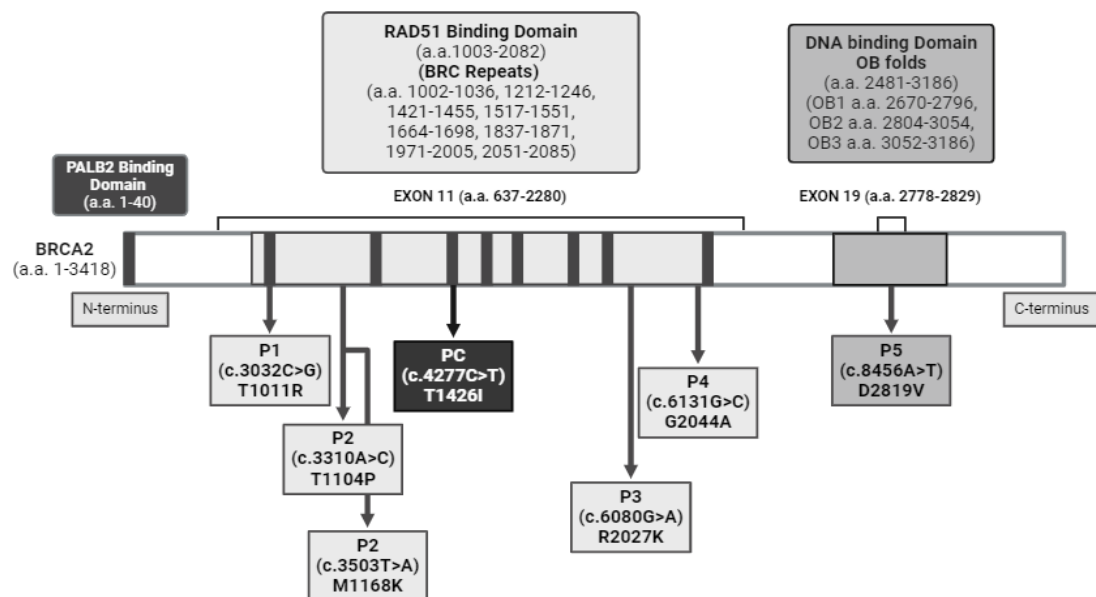 RAD51 Binding Domain
(a.a.1003-2082)
(BRC Repeats)
(a.a. 1002-1036, 1212-1246,
1421-1455, 1517-1551,
1664-1698, 1837-1871,
1971-2005, 2051-2085)
DNA binding Domain
OB folds
(a.a. 2481-3186)
(OB1 a.a. 2670-2796,
OB2 a.a. 2804-3054,
OB3 a.a. 3052-3186)
PALB2 Binding
Domain
(a.a. 1-40)
EXON 11 (a.a. 637-2280)
EXON 19 (a.a. 2778-2829)
BRCA2
(a.a. 1-3418)
N-terminus
C-terminus
P1
(c.3032C>G)
T1011R
PC
(c.4277C>T)
T1426I
P4
(c.6131G>C)
G2044A
P5
(c.8456A>T)
D2819V
P2
(c.3310A>C)
T1104P
P3
(c.6080G>A)
R2027K
P2
(c.3503T>A)
M1168K